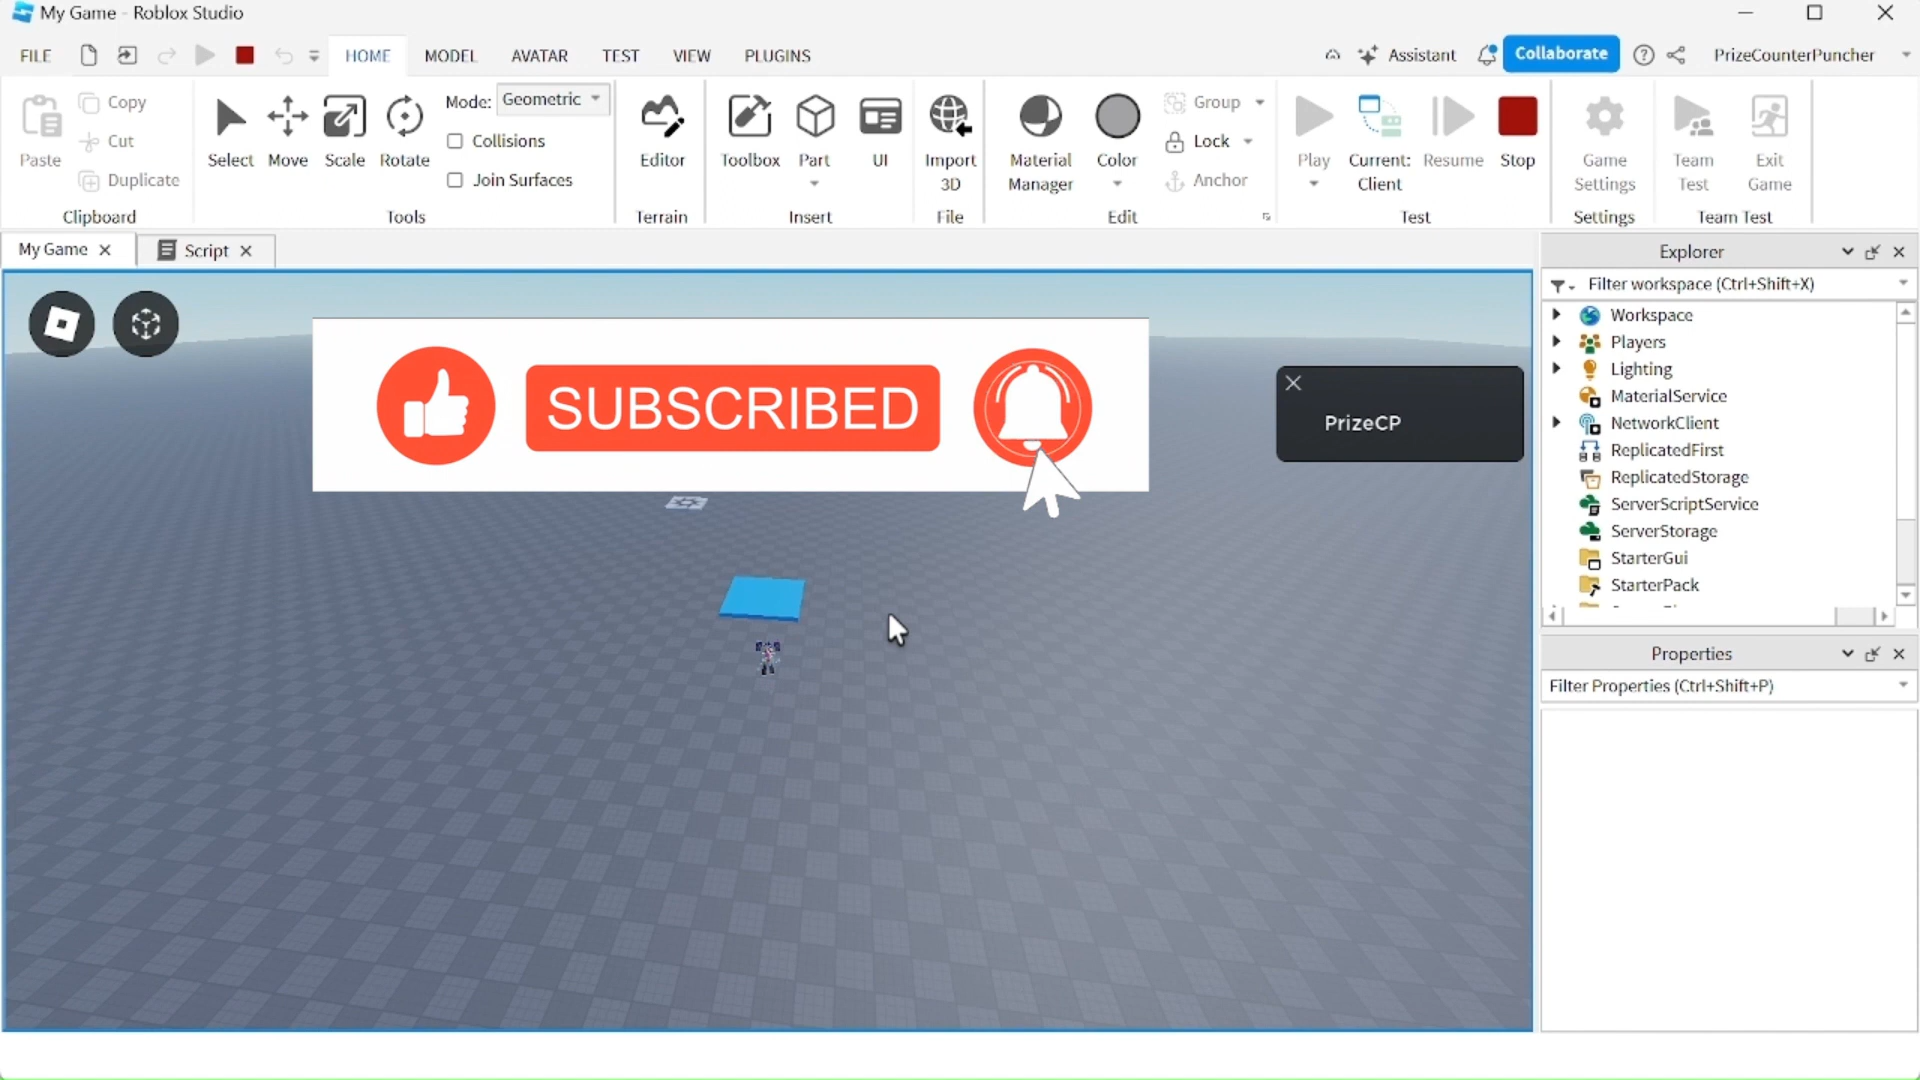 My Game - Roblox Studio
FILE HOME MODEL AVATAR TEST VIEW PLUGINS Assistant Collaborate PrizeCounterPuncher
Paste Copy Cut Duplicate
Clipboard
Select Move Scale Rotate Mode: Geometric Collisions Join Surfaces
Tools
Editor
Terrain
Toolbox Part UI
Insert
Import 3D
File
Material Manager Color Group Lock Anchor
Edit
Play Current: Client Resume Stop
Test
Game Settings
Settings
Team Test Exit Game
Team Test
My Game Script
SUBSCRIBED
PrizeCP
Explorer
Filter workspace (Ctrl+Shift+X)
Workspace
Players
Lighting
MaterialService
NetworkClient
ReplicatedFirst
ReplicatedStorage
ServerScriptService
ServerStorage
StarterGui
StarterPack
Properties
Filter Properties (Ctrl+Shift+P)